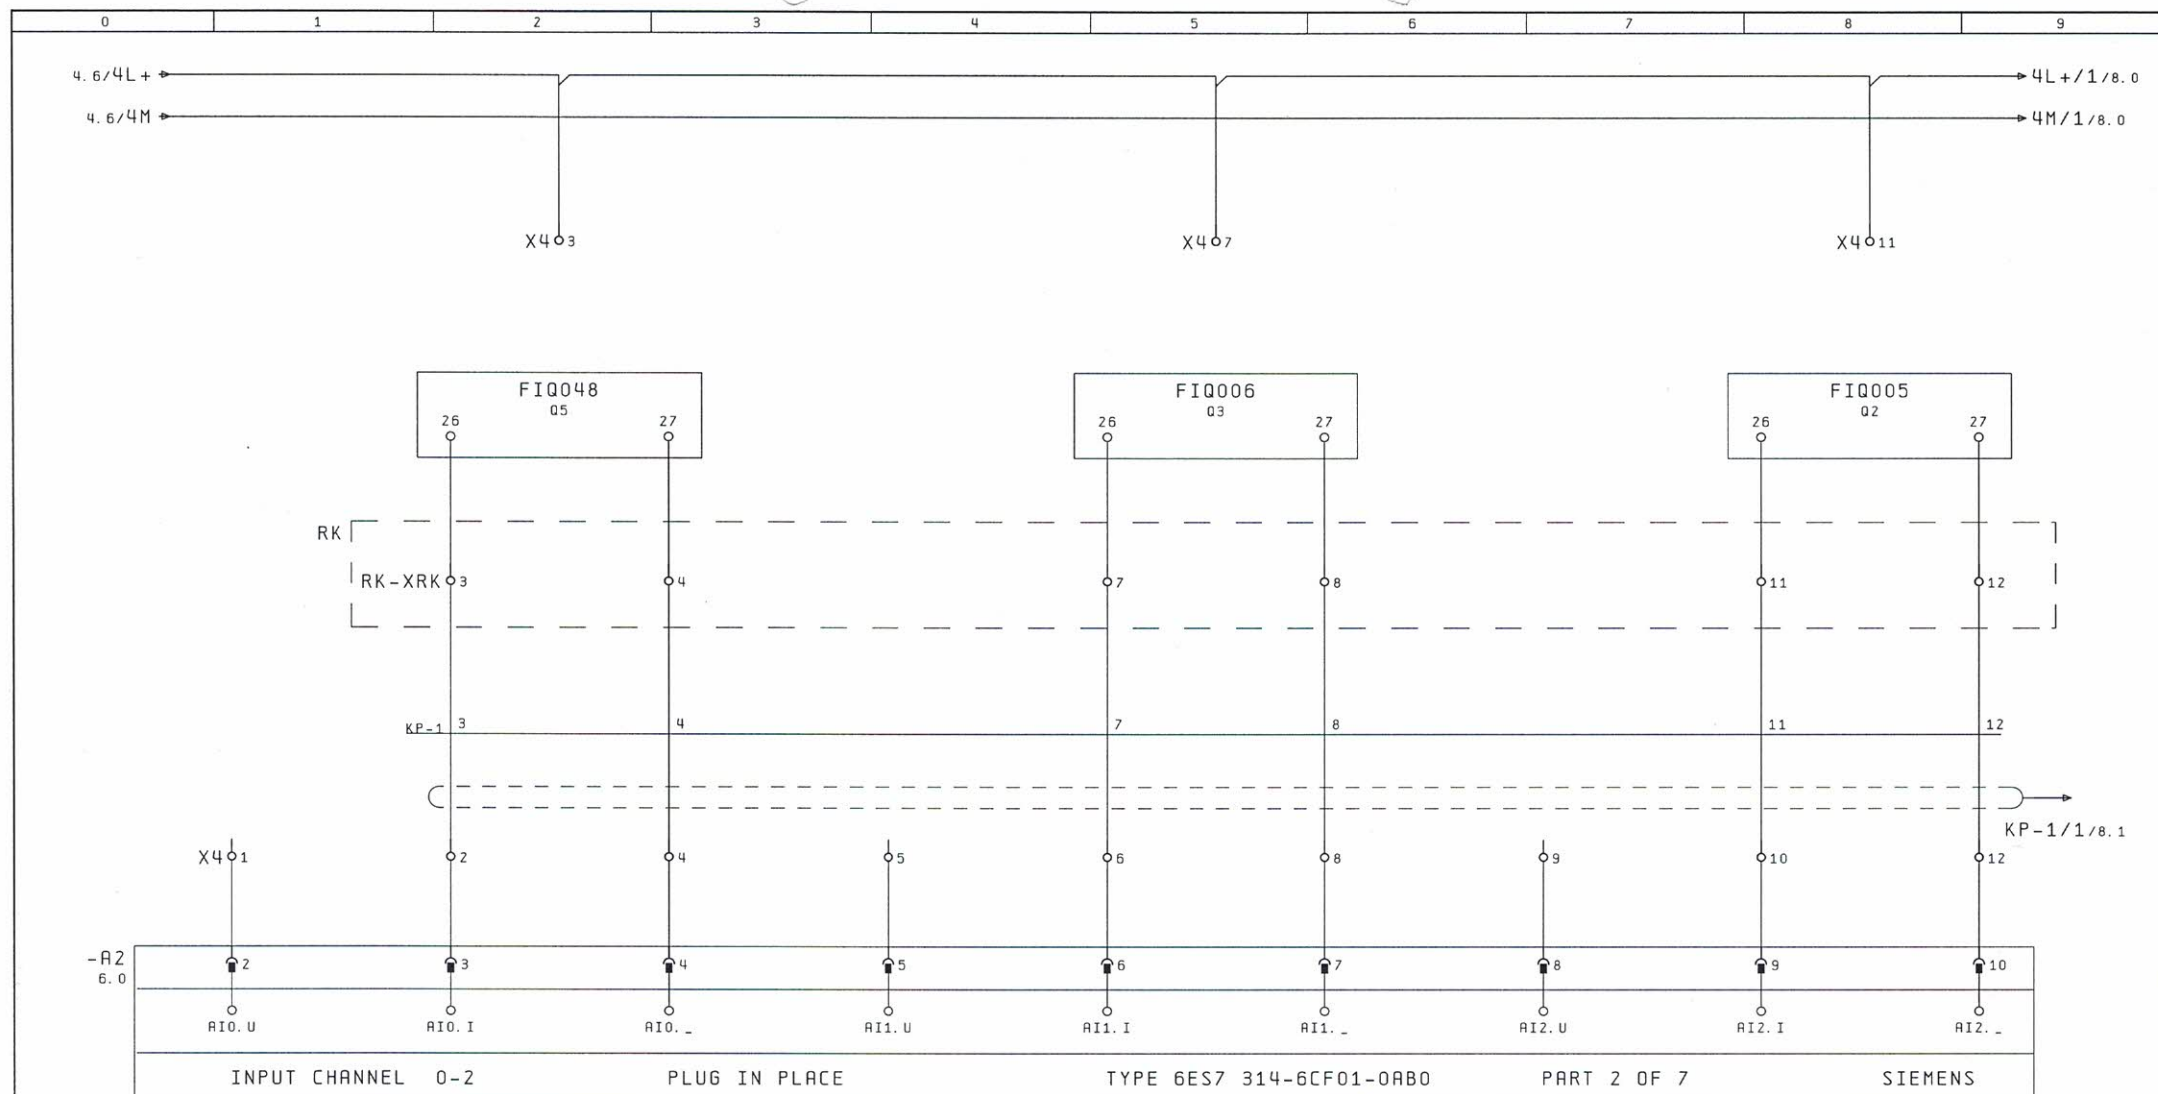 0 1 2 3 4 5 6 7 8 9
4.6/4L+ 4L+/1/8.0
4.6/4M 4M/1/8.0
X4 3 X4 7 X4 11
FIQ048 FIQ006 FIQ005
Q5 Q3 Q2
26 27 26 27 26 27
RK
RK-XRK 3 4 7 8 11 12
KP-1 3 4 7 8 11 12
KP-1/1/8.1
X4 1 2 4 5 6 8 9 10 12
-A2 2 3 4 5 6 7 8 9 10
6.0
AI0.U AI0.I AI0._ AI1.U AI1.I AI1._ AI2.U AI2.I AI2._
INPUT CHANNEL 0-2 PLUG IN PLACE TYPE 6ES7 314-6CF01-0AB0 PART 2 OF 7 SIEMENS